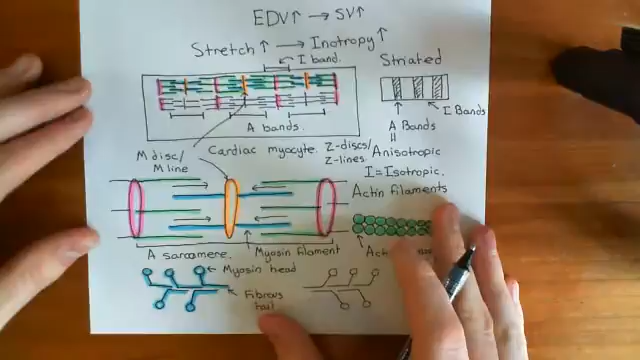 EDV↑ → SV↑
Stretch↑ → Inotropy↑
I band.
Striated
I Bands
A Bands
A bands.
M disc/
M line
Cardiac myocyte.
Z-discs/
Z-lines.
Anisotropic
I = Isotropic.
Actin filaments
A sarcomere.
Myosin filament
Myosin head
Fibrous
tail